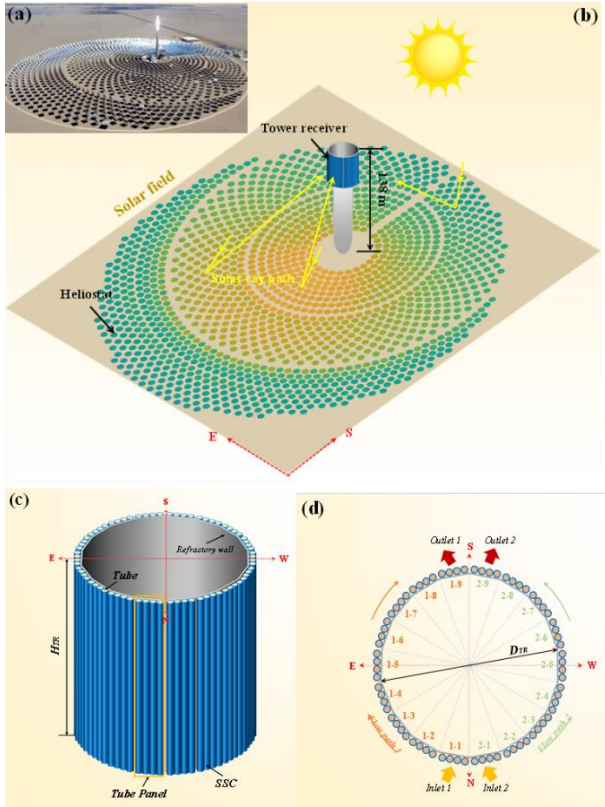 (a)
(b)
Tower receiver
Solar field
Solar ray path
Heliostat
E
S
(c)
S
Refractory wall
E
W
Tube
N
H_TR
Tube Panel
SSC
(d)
Outlet 1
S
Outlet 2
1-9
2-9
1-8
2-8
1-7
2-7
1-6
2-6
E
1-5
2-5
W
D_TR
1-4
2-4
1-3
2-3
1-2
2-2
1-1
2-1
Flow path 1
Flow path 2
Inlet 1
N
Inlet 2